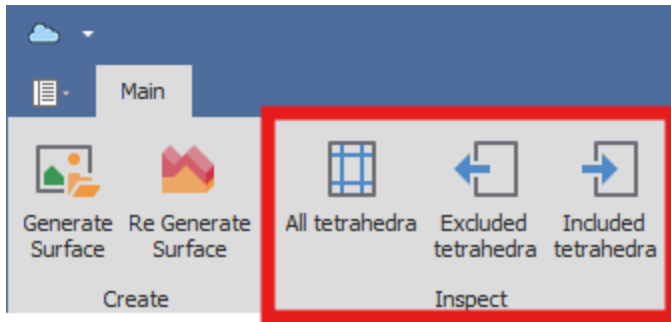 Main
Generate Surface
Re Generate Surface
All tetrahedra
Excluded tetrahedra
Included tetrahedra
Create
Inspect